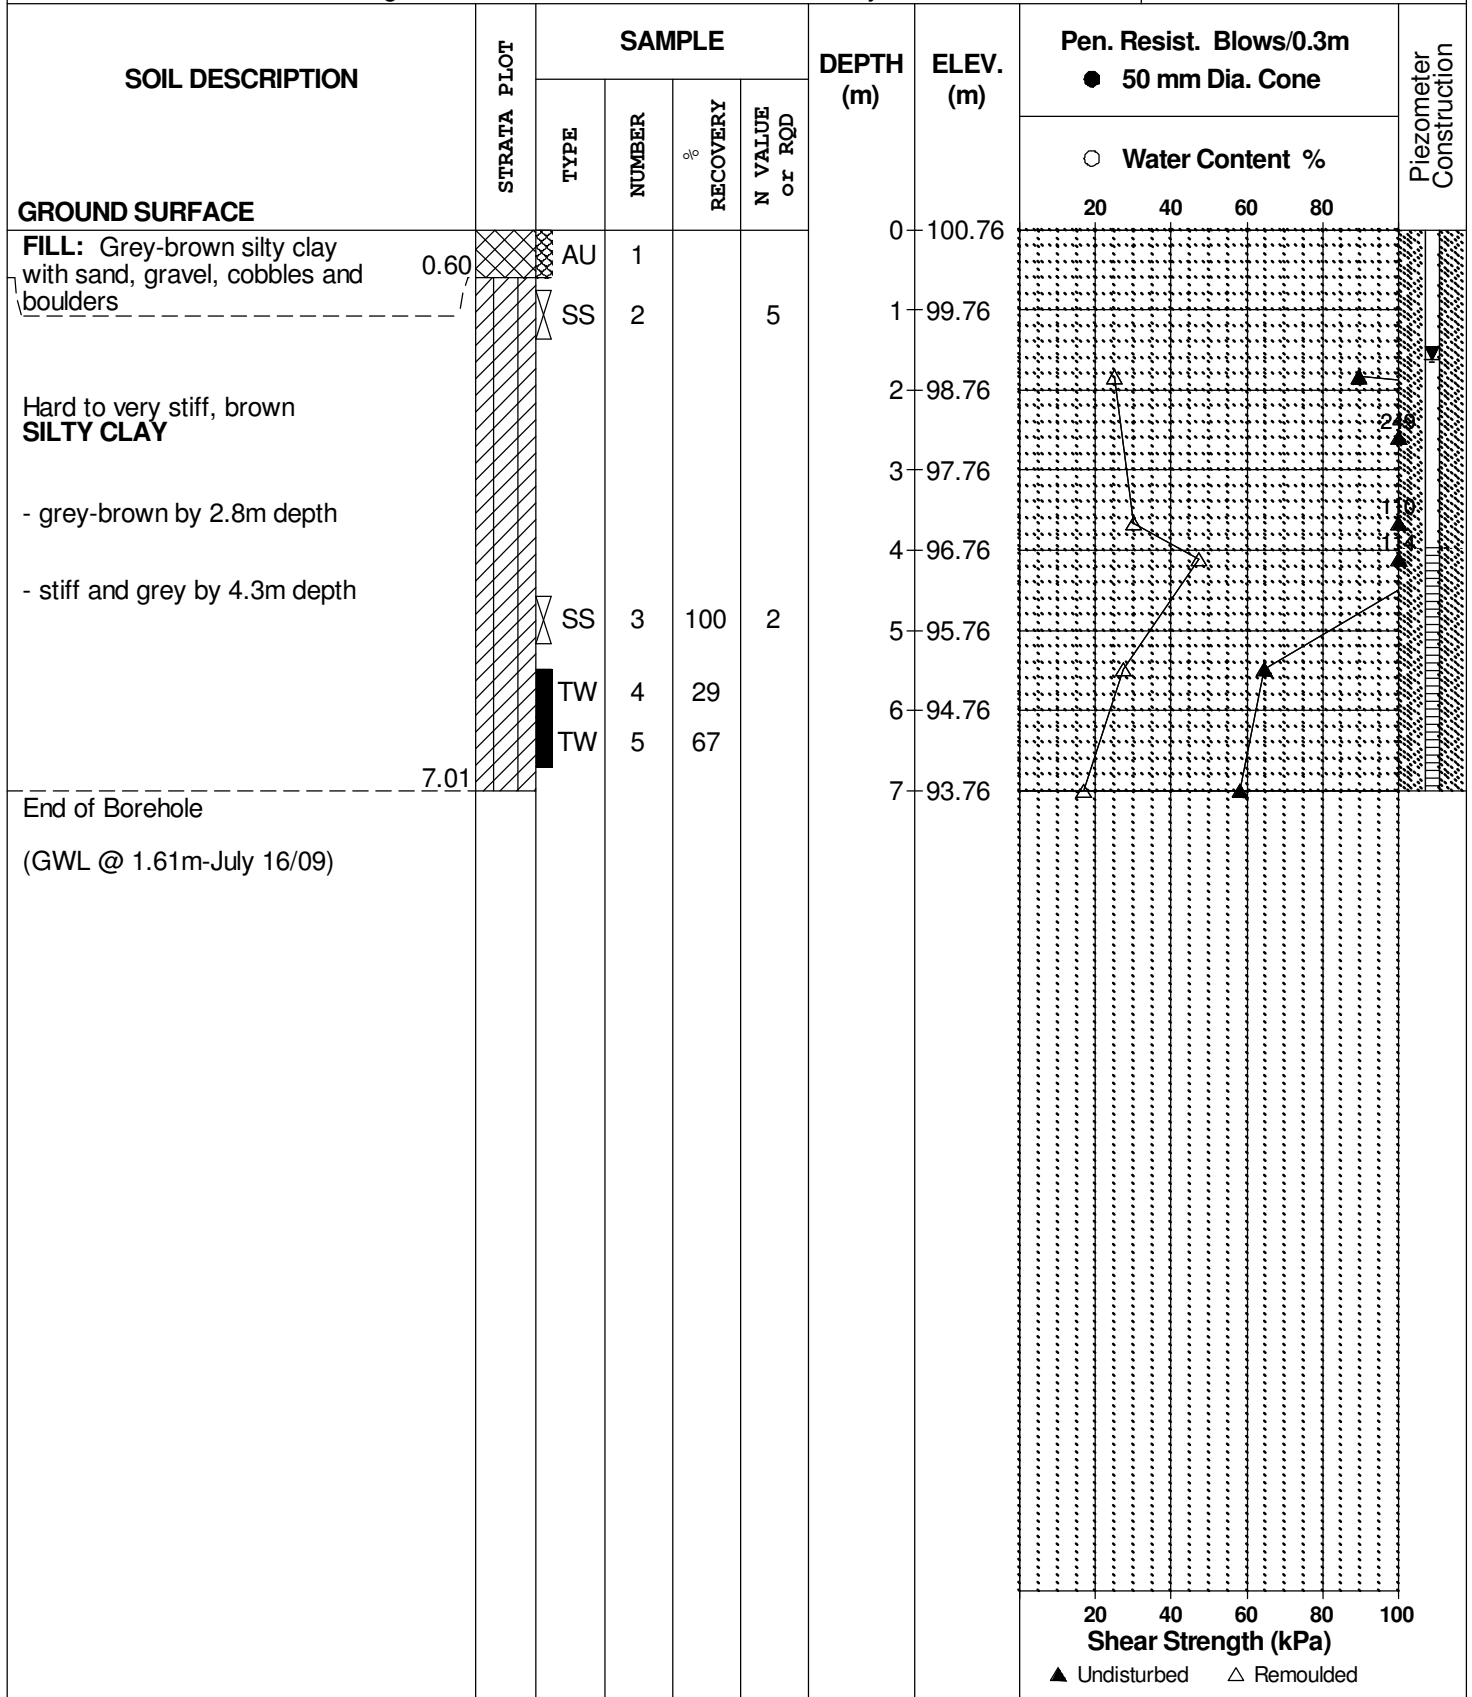 SOIL DESCRIPTION
GROUND SURFACE
STRATA PLOT
SAMPLE
TYPE
NUMBER
% RECOVERY
N VALUE or RQD
DEPTH (m)
ELEV. (m)
Pen. Resist. Blows/0.3m
● 50 mm Dia. Cone
○ Water Content %
20 40 60 80
Piezometer Construction
FILL: Grey-brown silty clay
with sand, gravel, cobbles and
boulders
0.60
Hard to very stiff, brown
SILTY CLAY
- grey-brown by 2.8m depth
- stiff and grey by 4.3m depth
7.01
End of Borehole
(GWL @ 1.61m-July 16/09)
AU 1
SS 2 5
SS 3 100 2
TW 4 29
TW 5 67
0 100.76
1 99.76
2 98.76
3 97.76
4 96.76
5 95.76
6 94.76
7 93.76
110
114
20 40 60 80 100
Shear Strength (kPa)
▲ Undisturbed △ Remoulded